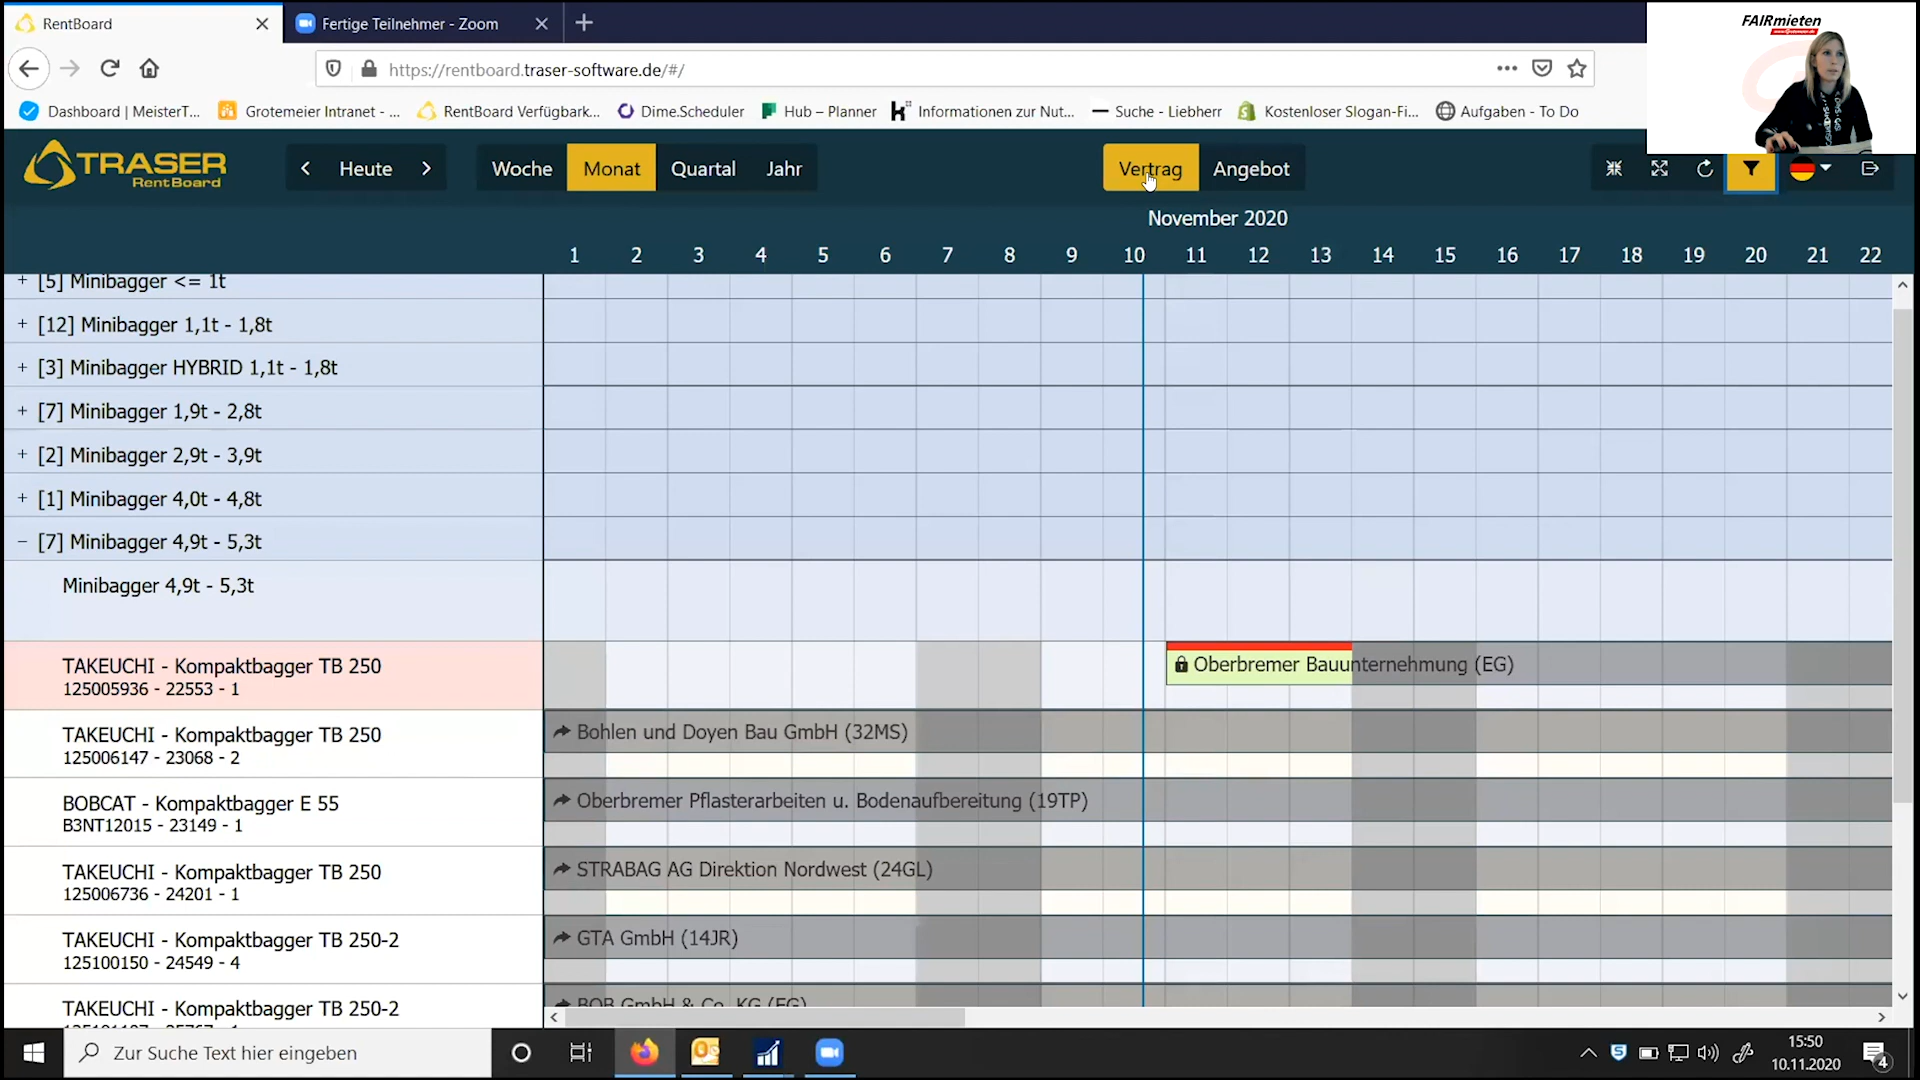 RentBoard
Fertige Teilnehmer - Zoom
https://rentboard.traser-software.de/#/
Dashboard | MeisterT...
Grotemeier Intranet - ...
RentBoard Verfügbark...
Dime.Scheduler
Hub – Planner
Informationen zur Nut...
Suche - Liebherr
Kostenloser Slogan-Fi...
Aufgaben - To Do
FAIRmieten
TRASER
RentBoard
Heute
Woche
Monat
Quartal
Jahr
Vertrag
Angebot
November 2020
1 2 3 4 5 6 7 8 9 10 11 12 13 14 15 16 17 18 19 20 21 22
+ [5] Minibagger <= 1t
+ [12] Minibagger 1,1t - 1,8t
+ [3] Minibagger HYBRID 1,1t - 1,8t
+ [7] Minibagger 1,9t - 2,8t
+ [2] Minibagger 2,9t - 3,9t
+ [1] Minibagger 4,0t - 4,8t
− [7] Minibagger 4,9t - 5,3t
Minibagger 4,9t - 5,3t
TAKEUCHI - Kompaktbagger TB 250
125005936 - 22553 - 1
Oberbremer Bauunternehmung (EG)
TAKEUCHI - Kompaktbagger TB 250
125006147 - 23068 - 2
Bohlen und Doyen Bau GmbH (32MS)
BOBCAT - Kompaktbagger E 55
B3NT12015 - 23149 - 1
Oberbremer Pflasterarbeiten u. Bodenaufbereitung (19TP)
TAKEUCHI - Kompaktbagger TB 250
125006736 - 24201 - 1
STRABAG AG Direktion Nordwest (24GL)
TAKEUCHI - Kompaktbagger TB 250-2
125100150 - 24549 - 4
GTA GmbH (14JR)
TAKEUCHI - Kompaktbagger TB 250-2
BOB GmbH & Co. KG (EG)
Zur Suche Text hier eingeben
15:50
10.11.2020
4